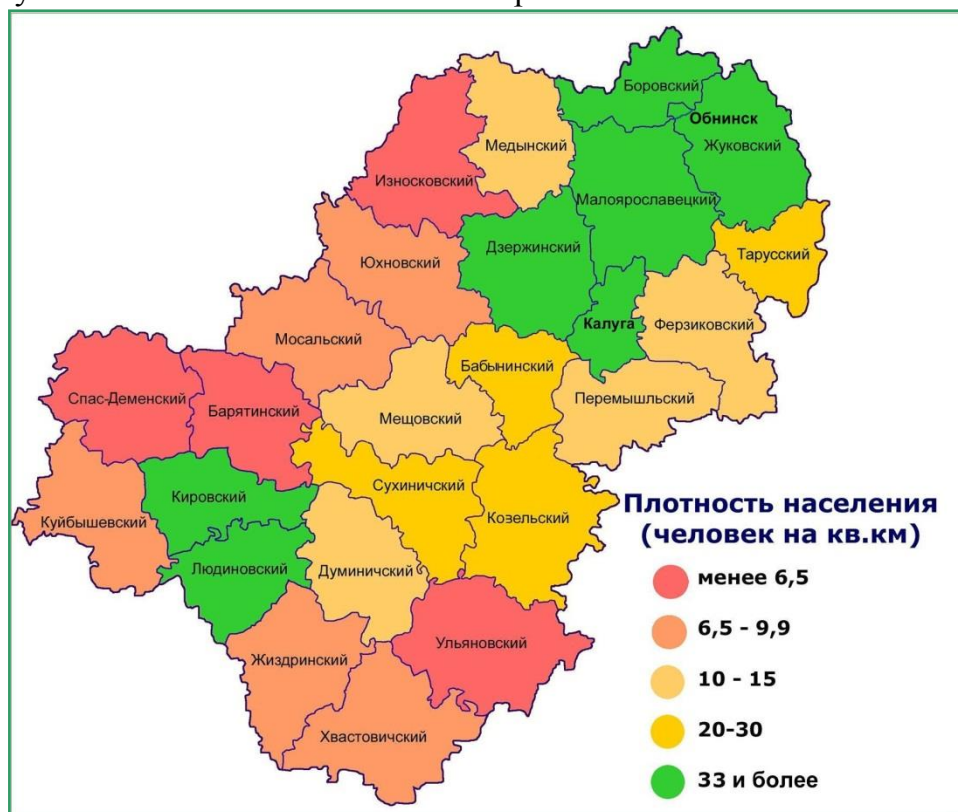 Боровский
Обнинск
Жуковский
Медынский
Износковский
Малоярославецкий
Дзержинский
Тарусский
Юхновский
Калуга
Ферзиковский
Мосальский
Бабынинский
Спас-Деменский
Барятинский
Мещовский
Перемышльский
Сухиничский
Кировский
Козельский
Куйбышевский
Людиновский
Думиничский
Ульяновский
Жиздринский
Хвастовичский
Плотность населения
(человек на кв.км)
менее 6,5
6,5 - 9,9
10 - 15
20-30
33 и более